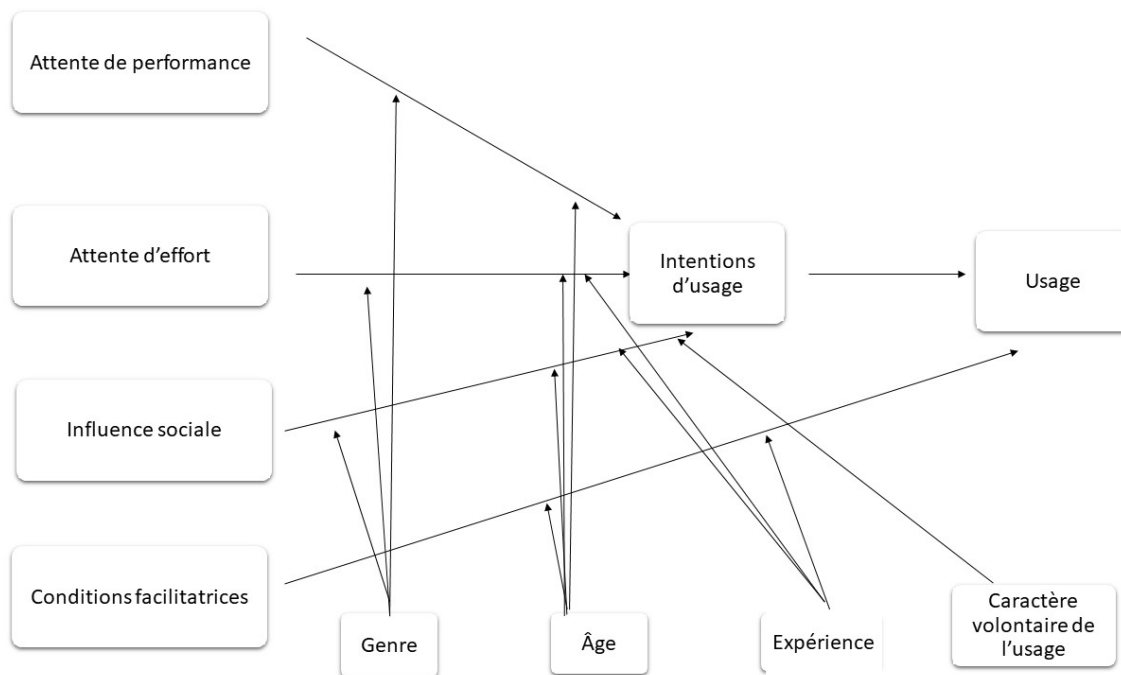 Attente de performance
Attente d’effort
Influence sociale
Conditions facilitatrices
Intentions
d’usage
Usage
Genre
Âge
Expérience
Caractère
volontaire de
l’usage